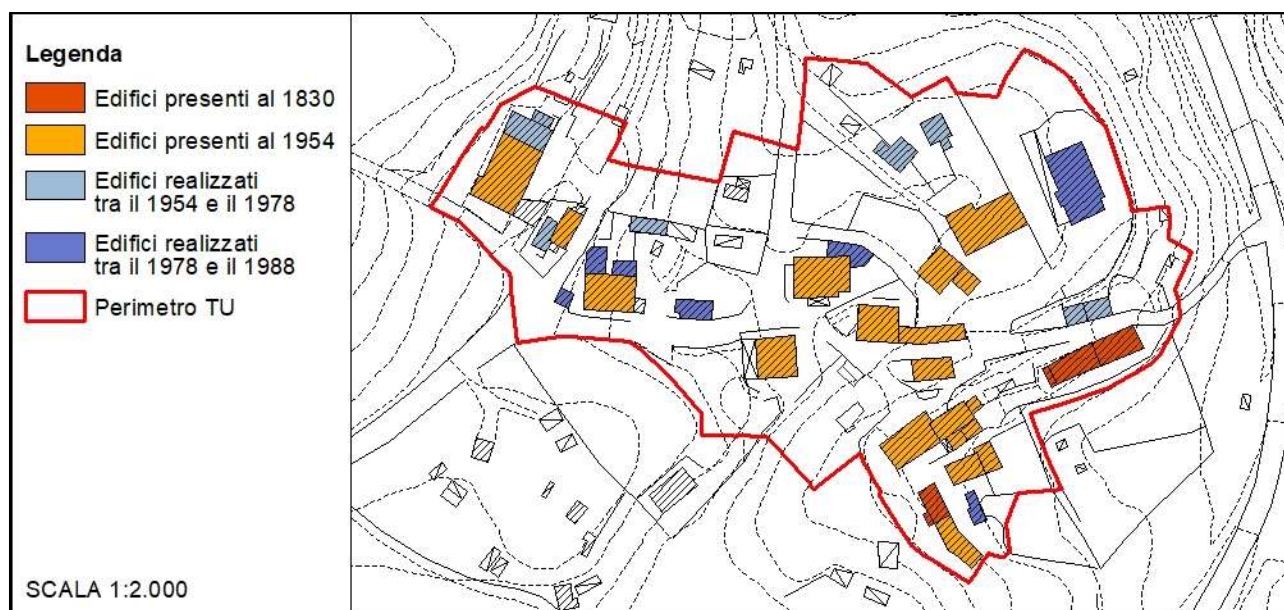 Legenda
Edifici presenti al 1830
Edifici presenti al 1954
Edifici realizzati
tra il 1954 e il 1978
Edifici realizzati
tra il 1978 e il 1988
Perimetro TU
SCALA 1:2.000